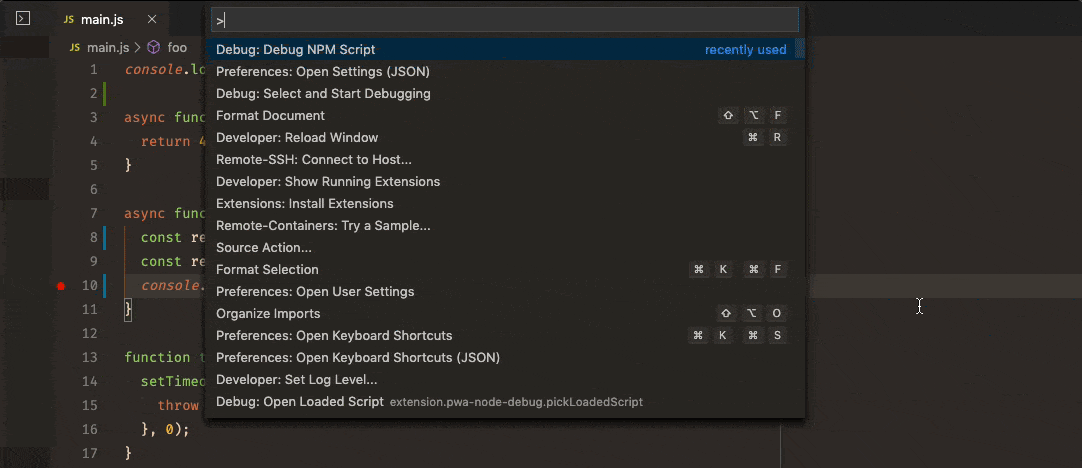 JS main.js ×
>
JS main.js > foo
Debug: Debug NPM Script recently used
Preferences: Open Settings (JSON)
Debug: Select and Start Debugging
Format Document ⇧ ⌥ F
Developer: Reload Window ⌘ R
Remote-SSH: Connect to Host...
Developer: Show Running Extensions
Extensions: Install Extensions
Remote-Containers: Try a Sample...
Source Action...
Format Selection ⌘ K ⌘ F
Preferences: Open User Settings
Organize Imports ⇧ ⌥ O
Preferences: Open Keyboard Shortcuts ⌘ K ⌘ S
Preferences: Open Keyboard Shortcuts (JSON)
Developer: Set Log Level...
Debug: Open Loaded Script extension.pwa-node-debug.pickLoadedScript
1 console.lo
2
3 async func
4 return 4
5 }
6
7 async func
8 const re
9 const re
10 console.
11 }
12
13 function t
14 setTimeo
15 throw
16 }, 0);
17 }